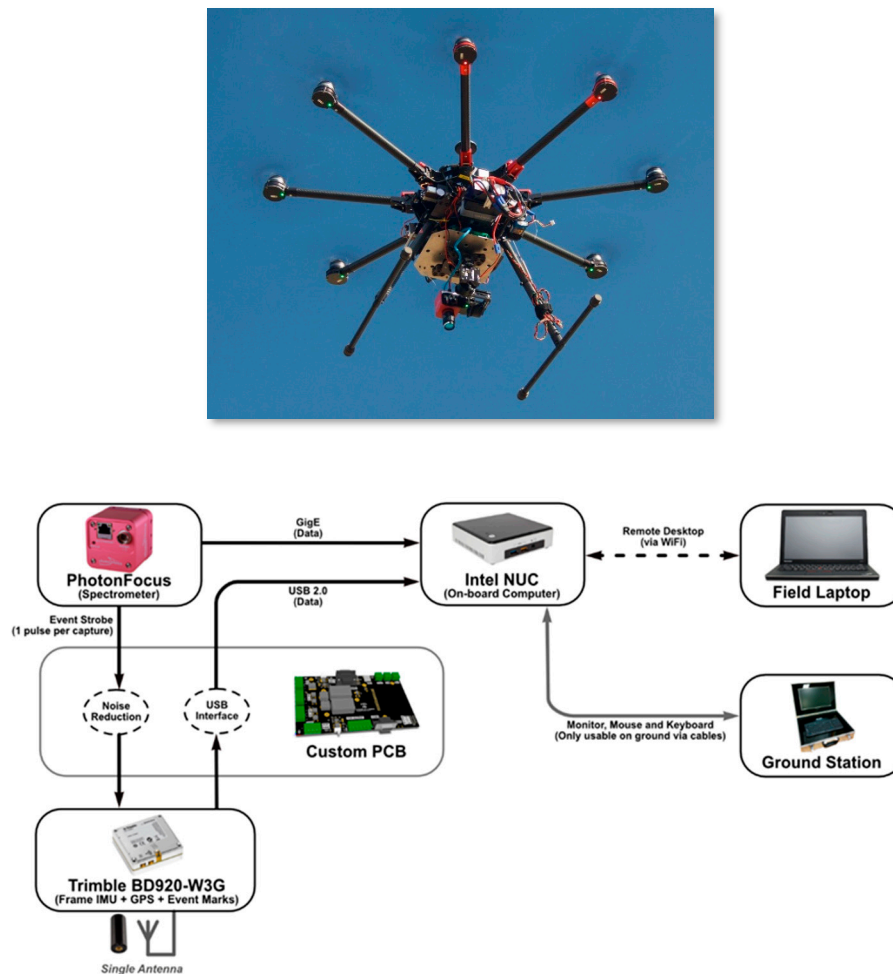 GigE
(Data)
Remote Desktop
(via WiFi)
PhotonFocus
(Spectrometer)
Intel NUC
(On-board Computer)
Field Laptop
USB 2.0
(Data)
Event Strobe
(1 pulse per capture)
Noise
Reduction
USB
Interface
Custom PCB
Monitor, Mouse and Keyboard
(Only usable on ground via cables)
Ground Station
Trimble BD920-W3G
(Frame IMU + GPS + Event Marks)
Single Antenna